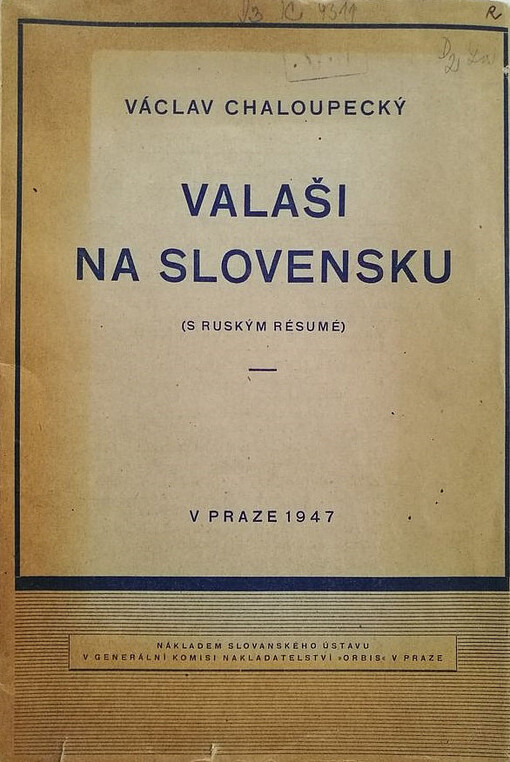 R
VÁCLAV CHALOUPECKÝ
VALAŠI
NA SLOVENSKU
(S RUSKÝM RÉSUMÉ)
V PRAZE 1947
NÁKLADEM SLOVANSKÉHO ÚSTAVU
V GENERÁLNÍ KOMISI NAKLADATELSTVÍ »ORBIS« V PRAZE